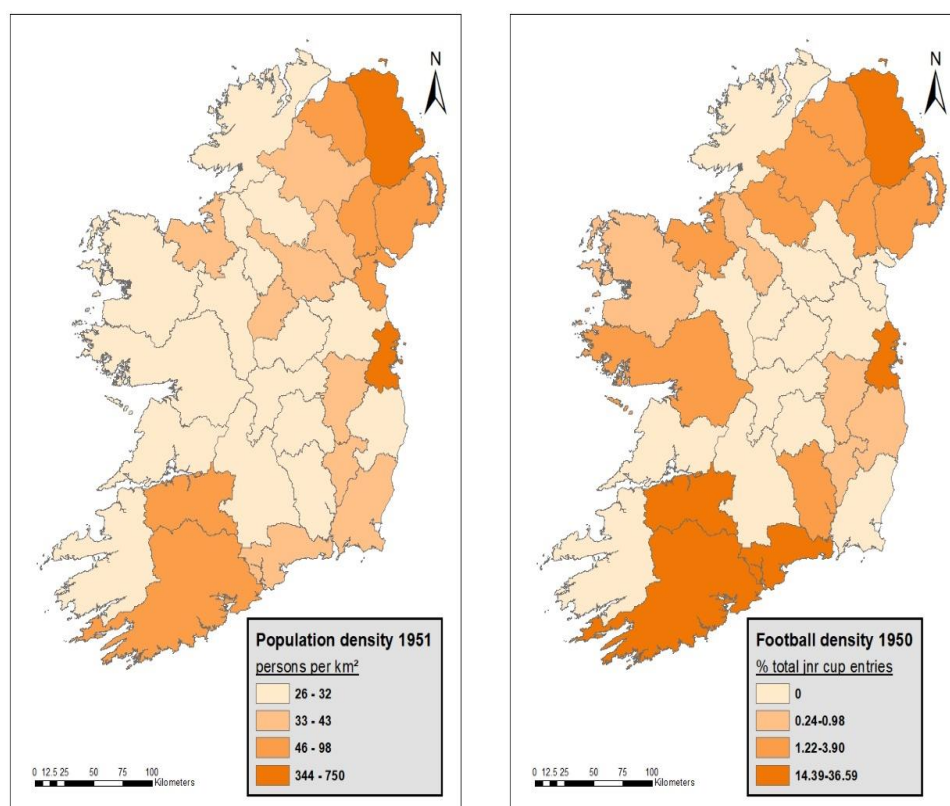 N
Population density 1951
persons per km²
26 - 32
33 - 43
46 - 98
344 - 750
0 12.5 25 50 75 100
Kilometers
N
Football density 1950
% total jnr cup entries
0
0.24-0.98
1.22-3.90
14.39-36.59
0 12.5 25 50 75 100
Kilometers